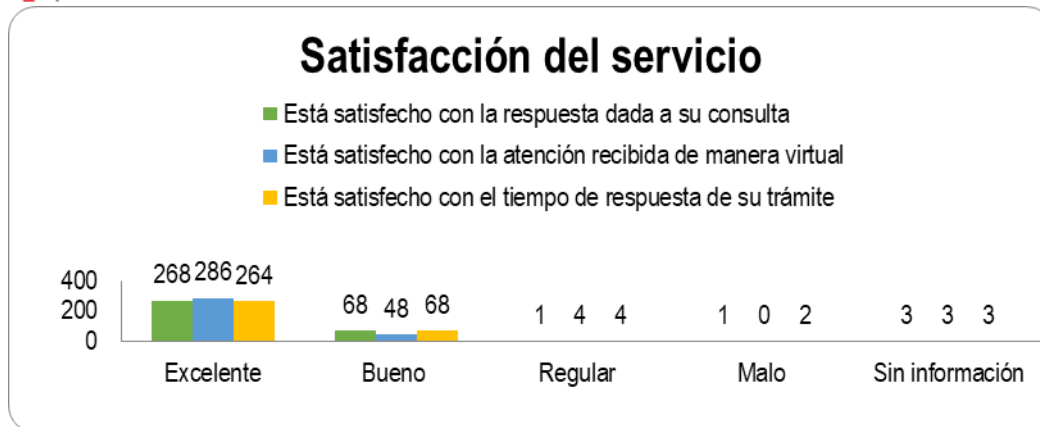 Satisfacción del servicio
Está satisfecho con la respuesta dada a su consulta
Está satisfecho con la atención recibida de manera virtual
Está satisfecho con el tiempo de respuesta de su trámite
400
200
0
268 286 264
68 48 68
1 4 4
1 0 2
3 3 3
Excelente Bueno Regular Malo Sin información